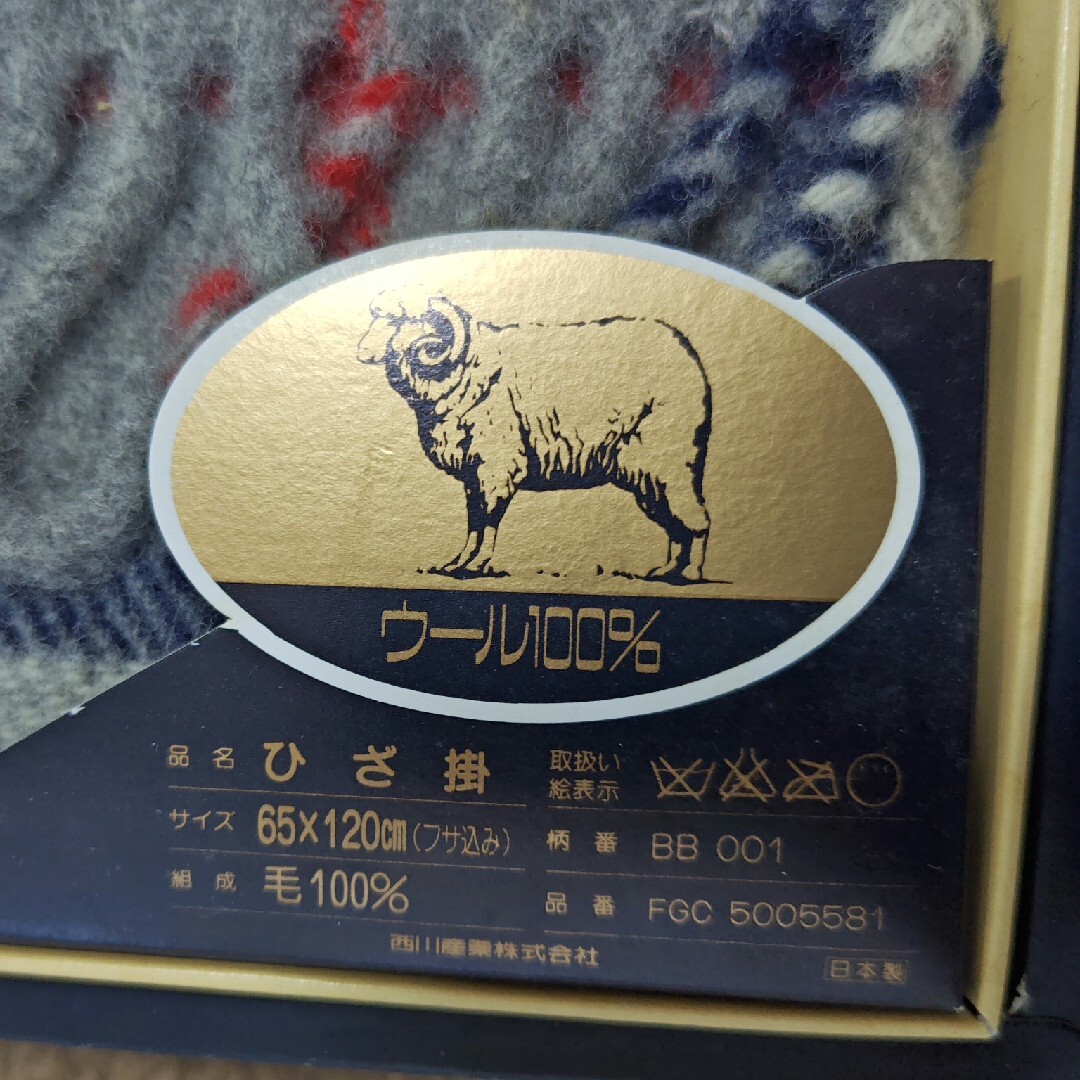 ウール100%
品名 ひざ掛
サイズ 65×120cm(フサ込み)
組成 毛100%
取扱い
絵表示
柄番 BB 001
品番 FGC 5005581
西川産業株式会社
日本製